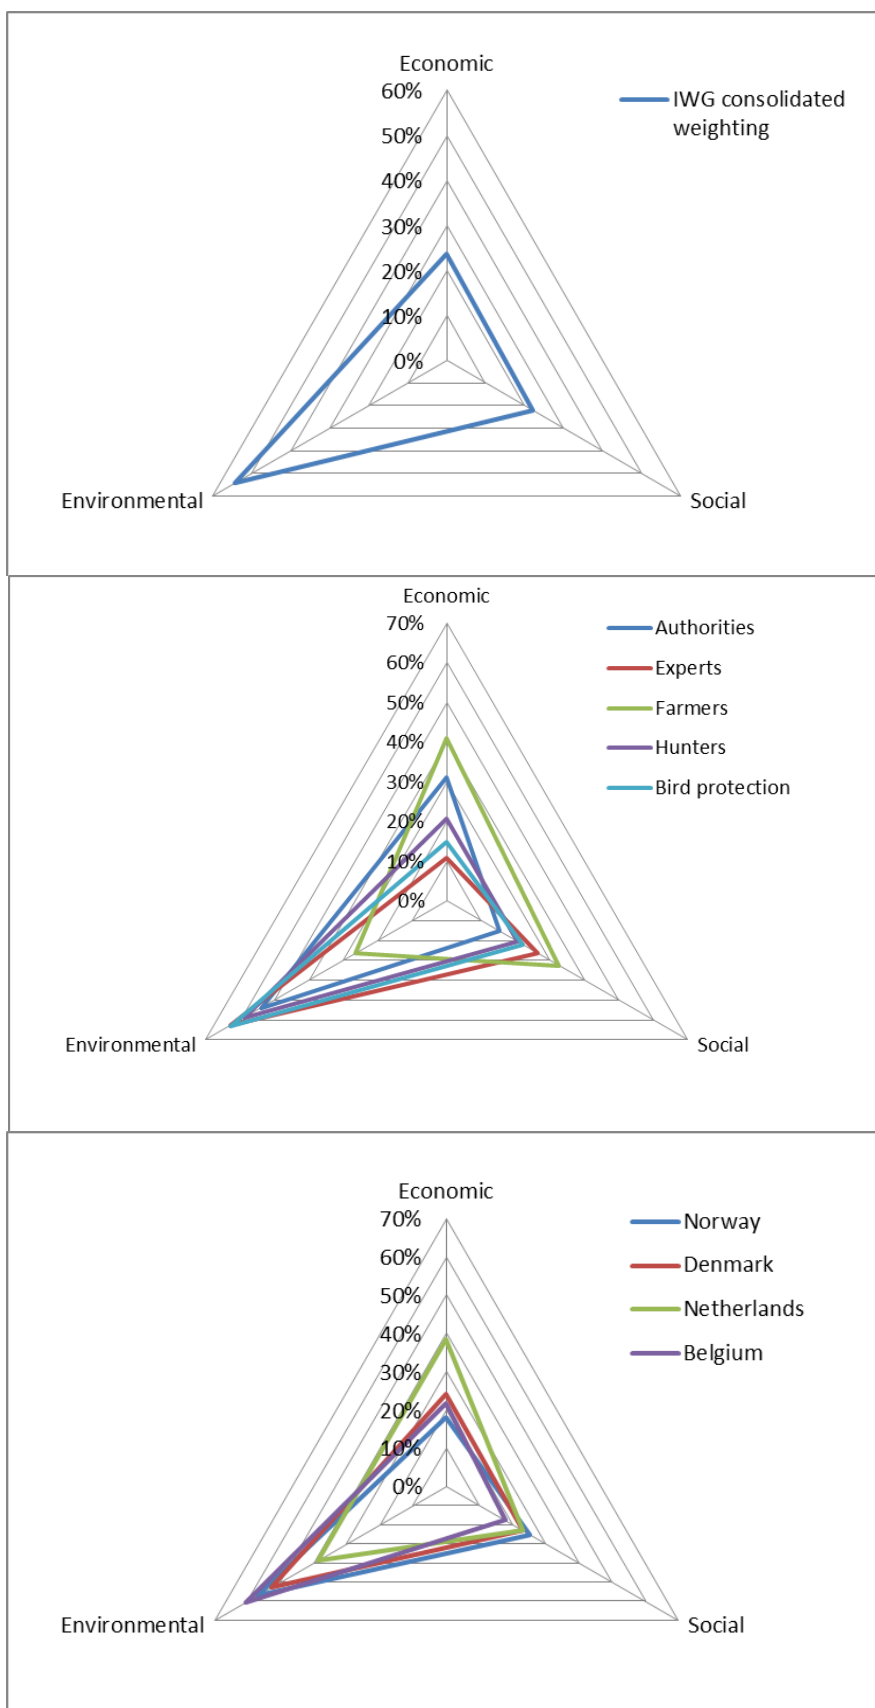 Economic
60%
IWG consolidated
weighting
50%
40%
30%
20%
10%
0%
Environmental
Social
Economic
70%
Authorities
60%
Experts
50%
Farmers
40%
Hunters
30%
Bird protection
20%
10%
0%
Environmental
Social
Economic
70%
Norway
60%
Denmark
50%
Netherlands
40%
Belgium
30%
20%
10%
0%
Environmental
Social